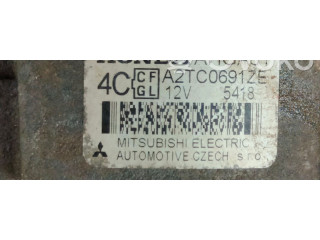 4C CF A2TC0691ZE
GL 12V 5418
MITSUBISHI ELECTRIC
AUTOMOTIVE CZECH s.r.o.